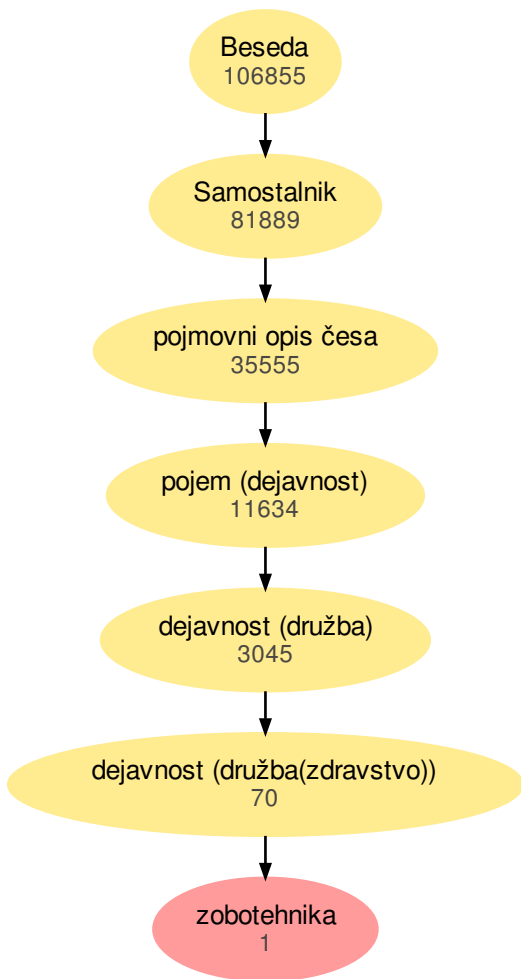 Beseda
106855
Samostalnik
81889
pojmovni opis česa
35555
pojem (dejavnost)
11634
dejavnost (družba)
3045
dejavnost (družba(zdravstvo))
70
zobotehnika
1